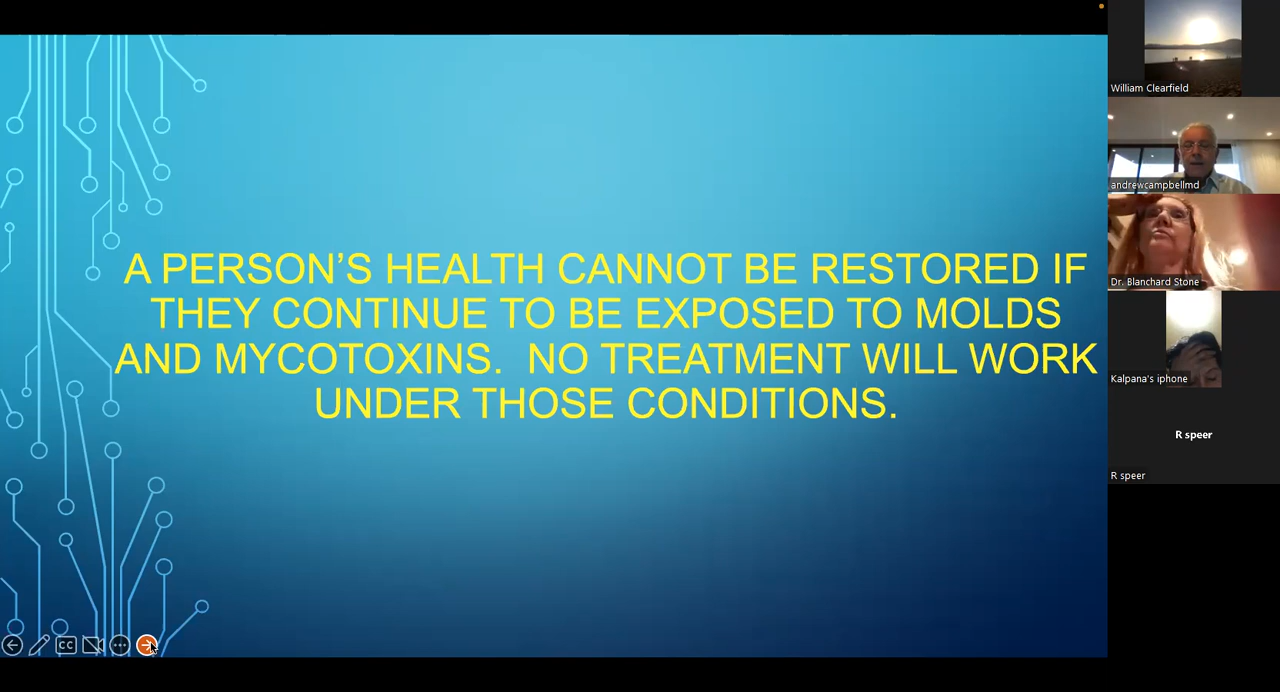 A PERSON’S HEALTH CANNOT BE RESTORED IF
THEY CONTINUE TO BE EXPOSED TO MOLDS
AND MYCOTOXINS.  NO TREATMENT WILL WORK
UNDER THOSE CONDITIONS.
CC
William Clearfield
andrewcampbellmd
Dr. Blanchard Stone
Kalpana's iphone
R speer
R speer